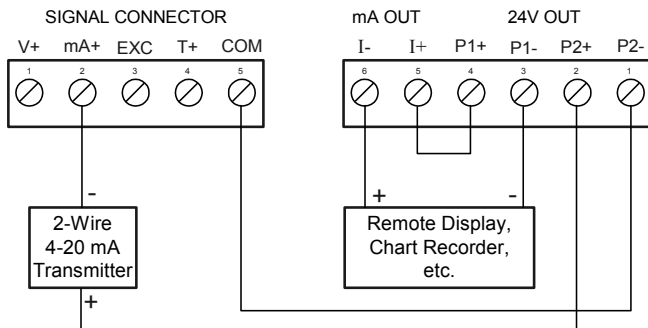 SIGNAL CONNECTOR
V+ mA+ EXC T+ COM
1 2 3 4 5
mA OUT 24V OUT
I- I+ P1+ P1- P2+ P2-
6 5 4 3 2 1
-
2-Wire
4-20 mA
Transmitter
+
+ -
Remote Display,
Chart Recorder,
etc.